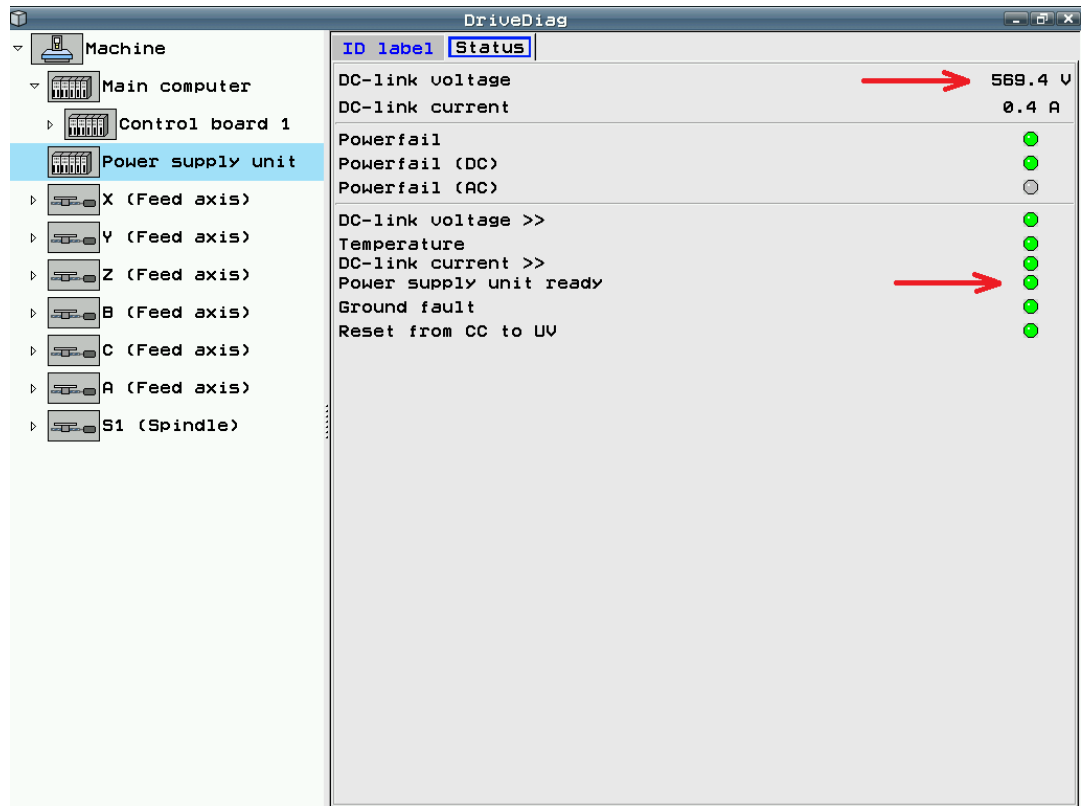 DriveDiag
Machine
Main computer
Control board 1
Power supply unit
X (Feed axis)
Y (Feed axis)
Z (Feed axis)
B (Feed axis)
C (Feed axis)
A (Feed axis)
S1 (Spindle)
ID label Status
DC-link voltage 569.4 V
DC-link current 0.4 A
Powerfail
Powerfail (DC)
Powerfail (AC)
DC-link voltage >>
Temperature
DC-link current >>
Power supply unit ready
Ground fault
Reset from CC to UV